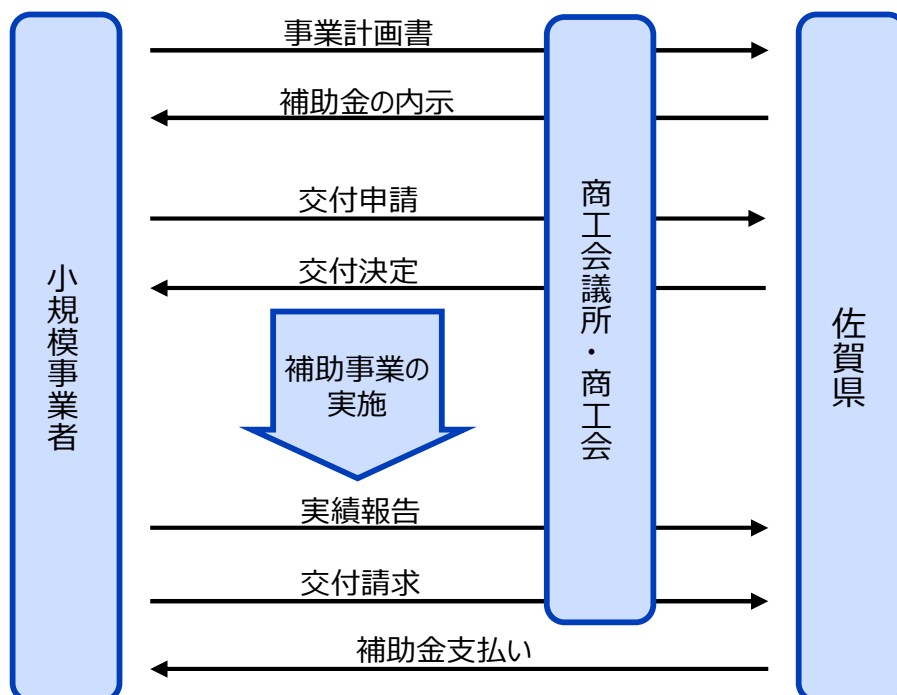 事業計画書
補助金の内示
交付申請
交付決定
小規模事業者
補助事業の
実施
商工会議所・商工会
佐賀県
実績報告
交付請求
補助金支払い